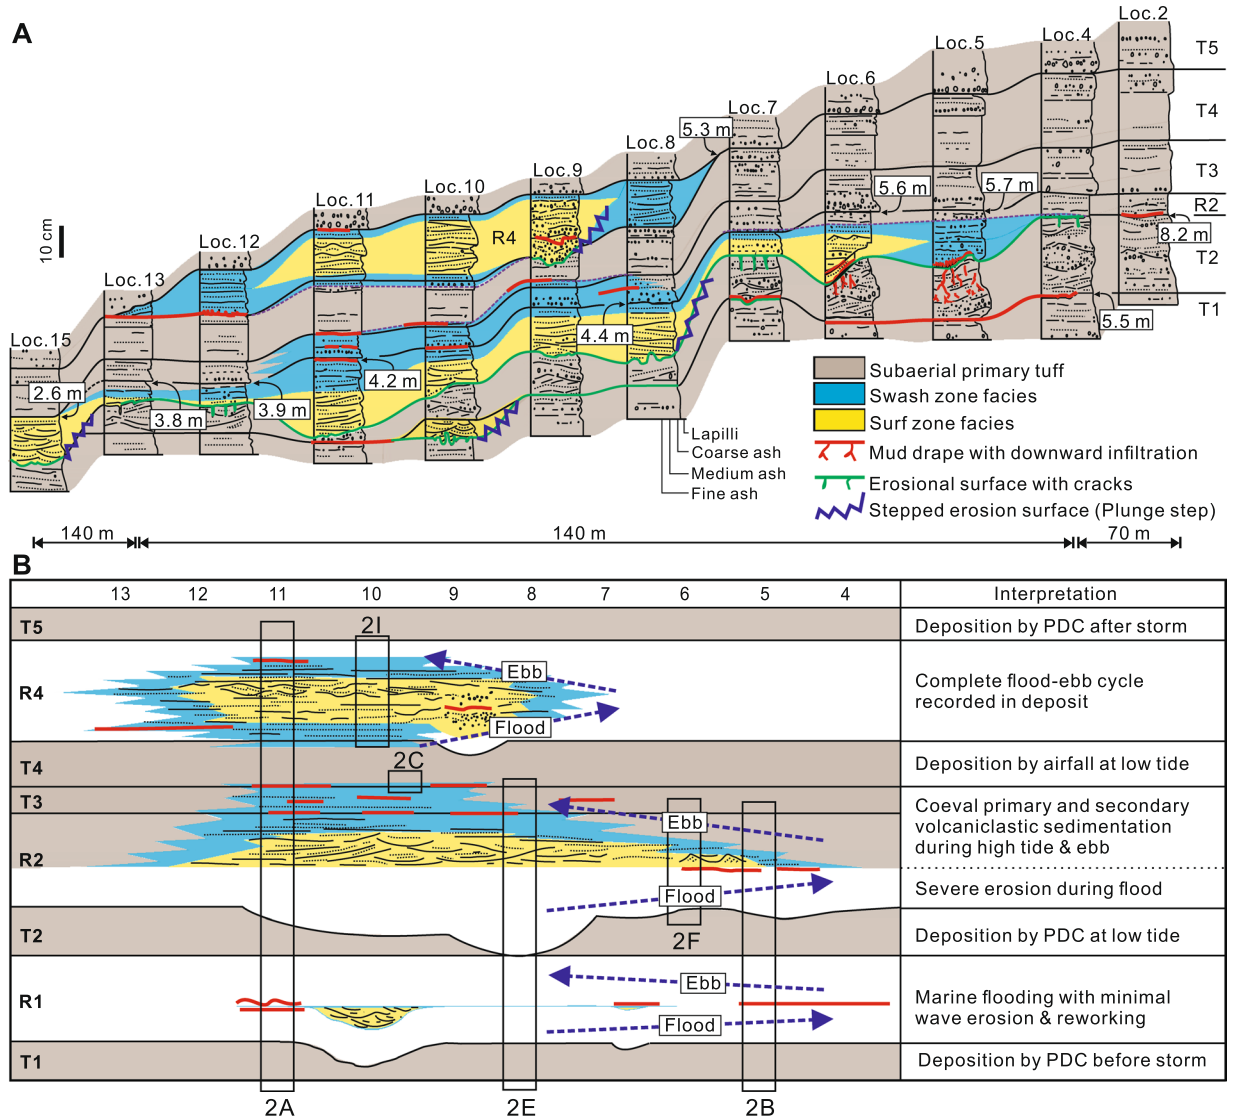 A
Loc.2
Loc.4
Loc.5
Loc.6
Loc.7
Loc.8
Loc.9
Loc.10
Loc.11
Loc.12
Loc.13
Loc.15
T5
T4
T3
R2
T2
T1
R4
10 cm
5.3 m
5.6 m
5.7 m
8.2 m
5.5 m
4.4 m
4.2 m
3.9 m
3.8 m
2.6 m
Lapilli
Coarse ash
Medium ash
Fine ash
Subaerial primary tuff
Swash zone facies
Surf zone facies
Mud drape with downward infiltration
Erosional surface with cracks
Stepped erosion surface (Plunge step)
140 m 140 m 70 m
B
13 12 11 10 9 8 7 6 5 4 Interpretation
T5 2I Deposition by PDC after storm
R4 Ebb Flood Complete flood-ebb cycle
recorded in deposit
T4 2C Deposition by airfall at low tide
T3 Ebb Coeval primary and secondary
volcaniclastic sedimentation
during high tide & ebb
R2 Flood Severe erosion during flood
T2 2F Deposition by PDC at low tide
R1 Ebb Flood Marine flooding with minimal
wave erosion & reworking
T1 Deposition by PDC before storm
2A 2E 2B